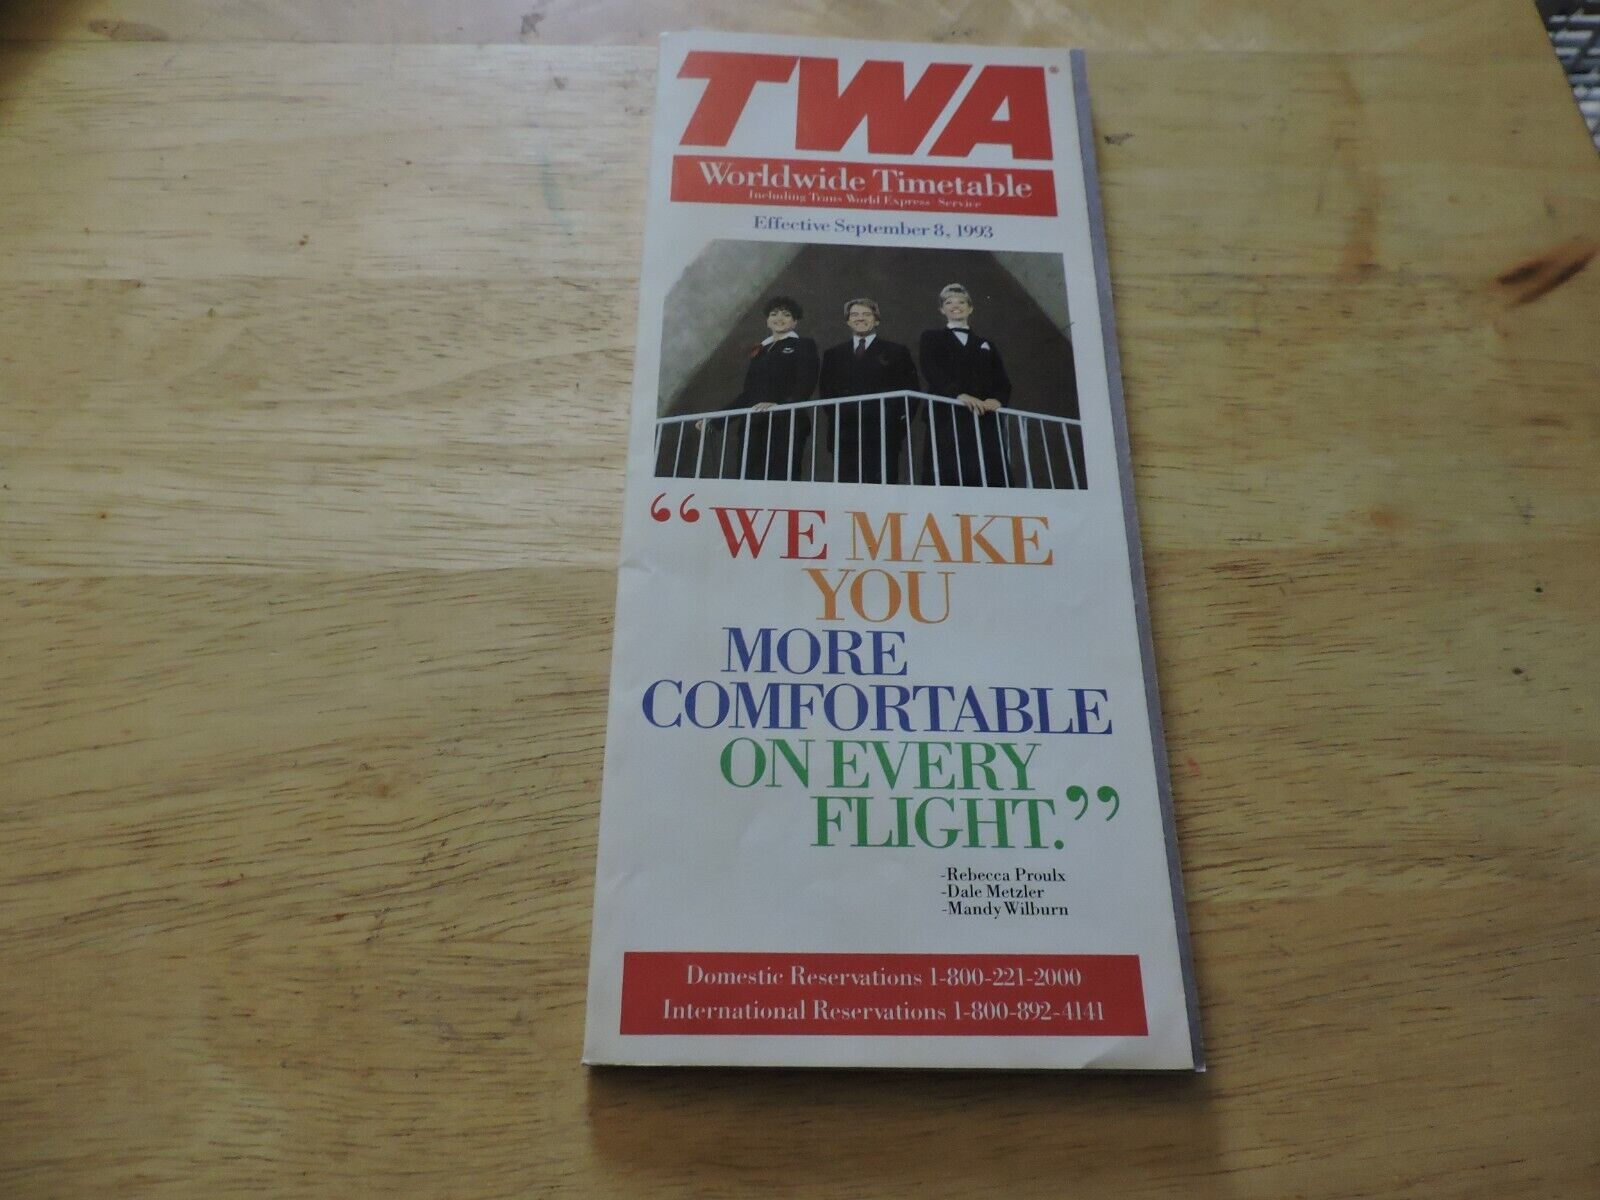 TWA®
Worldwide Timetable
Including Trans World Express Service
Effective September 8, 1993
“WE MAKE
YOU
MORE
COMFORTABLE
ON EVERY
FLIGHT.”
-Rebecca Proulx
-Dale Metzler
-Mandy Wilburn
Domestic Reservations 1-800-221-2000
International Reservations 1-800-892-4141